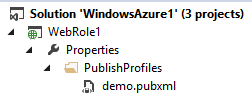 Solution 'WindowsAzure1' (3 projects)
WebRole1
Properties
PublishProfiles
demo.pubxml